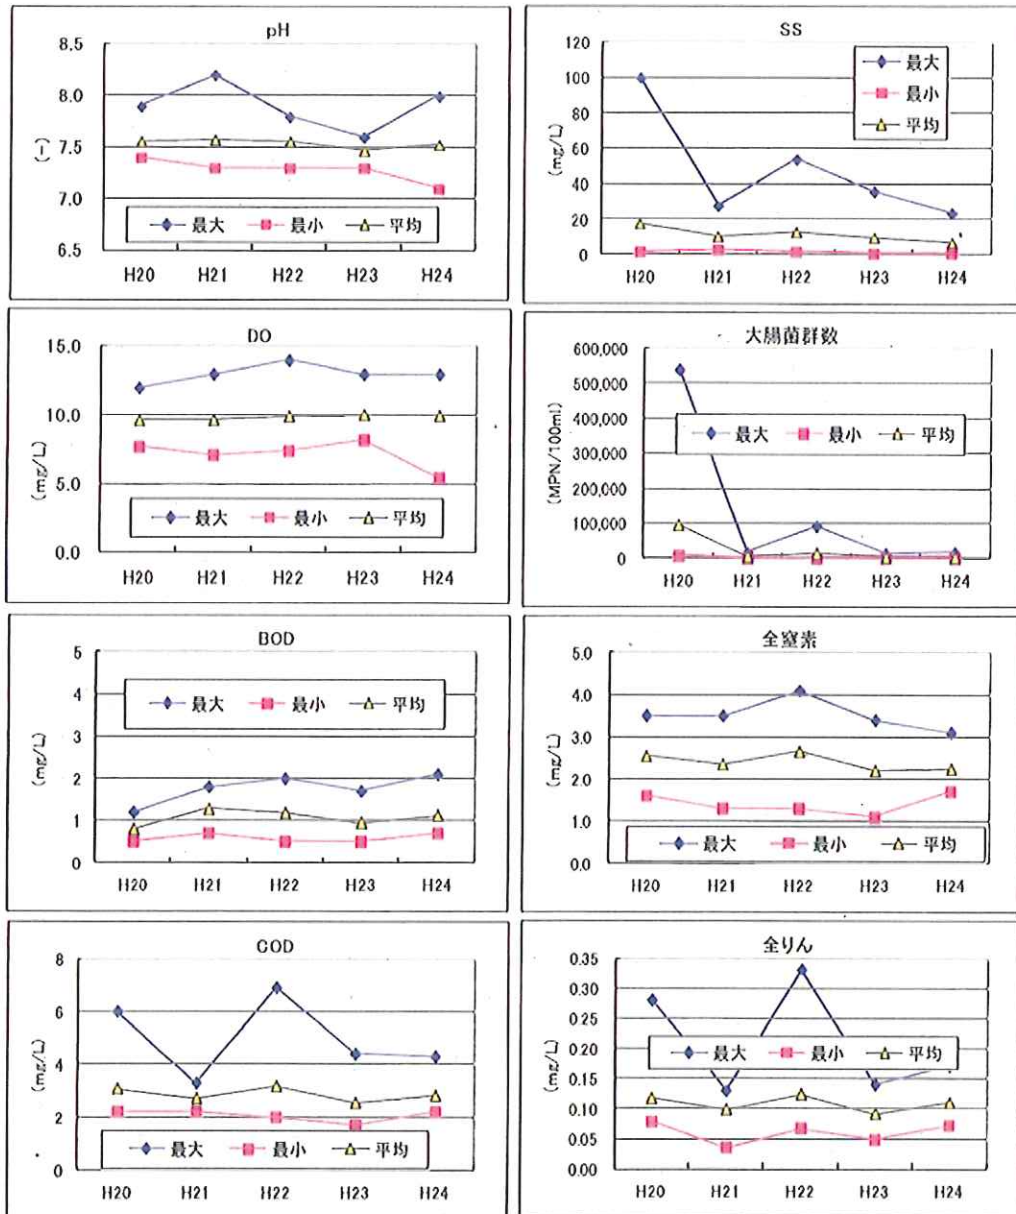 pH
(-)
8.5
8.0
7.5
7.0
6.5
最大 最小 平均
H20 H21 H22 H23 H24
SS
(mg/L)
120
100
80
60
40
20
0
最大
最小
平均
H20 H21 H22 H23 H24
DO
(mg/L)
15.0
10.0
5.0
0.0
最大 最小 平均
H20 H21 H22 H23 H24
大腸菌群数
(MPN/100ml)
600,000
500,000
400,000
300,000
200,000
100,000
0
最大 最小 平均
H20 H21 H22 H23 H24
BOD
(mg/L)
5
4
3
2
1
0
最大 最小 平均
H20 H21 H22 H23 H24
全窒素
(mg/L)
5.0
4.0
3.0
2.0
1.0
0.0
最大 最小 平均
H20 H21 H22 H23 H24
COD
(mg/L)
8
6
4
2
0
最大 最小 平均
H20 H21 H22 H23 H24
全りん
(mg/L)
0.35
0.30
0.25
0.20
0.15
0.10
0.05
0.00
最大 最小 平均
H20 H21 H22 H23 H24